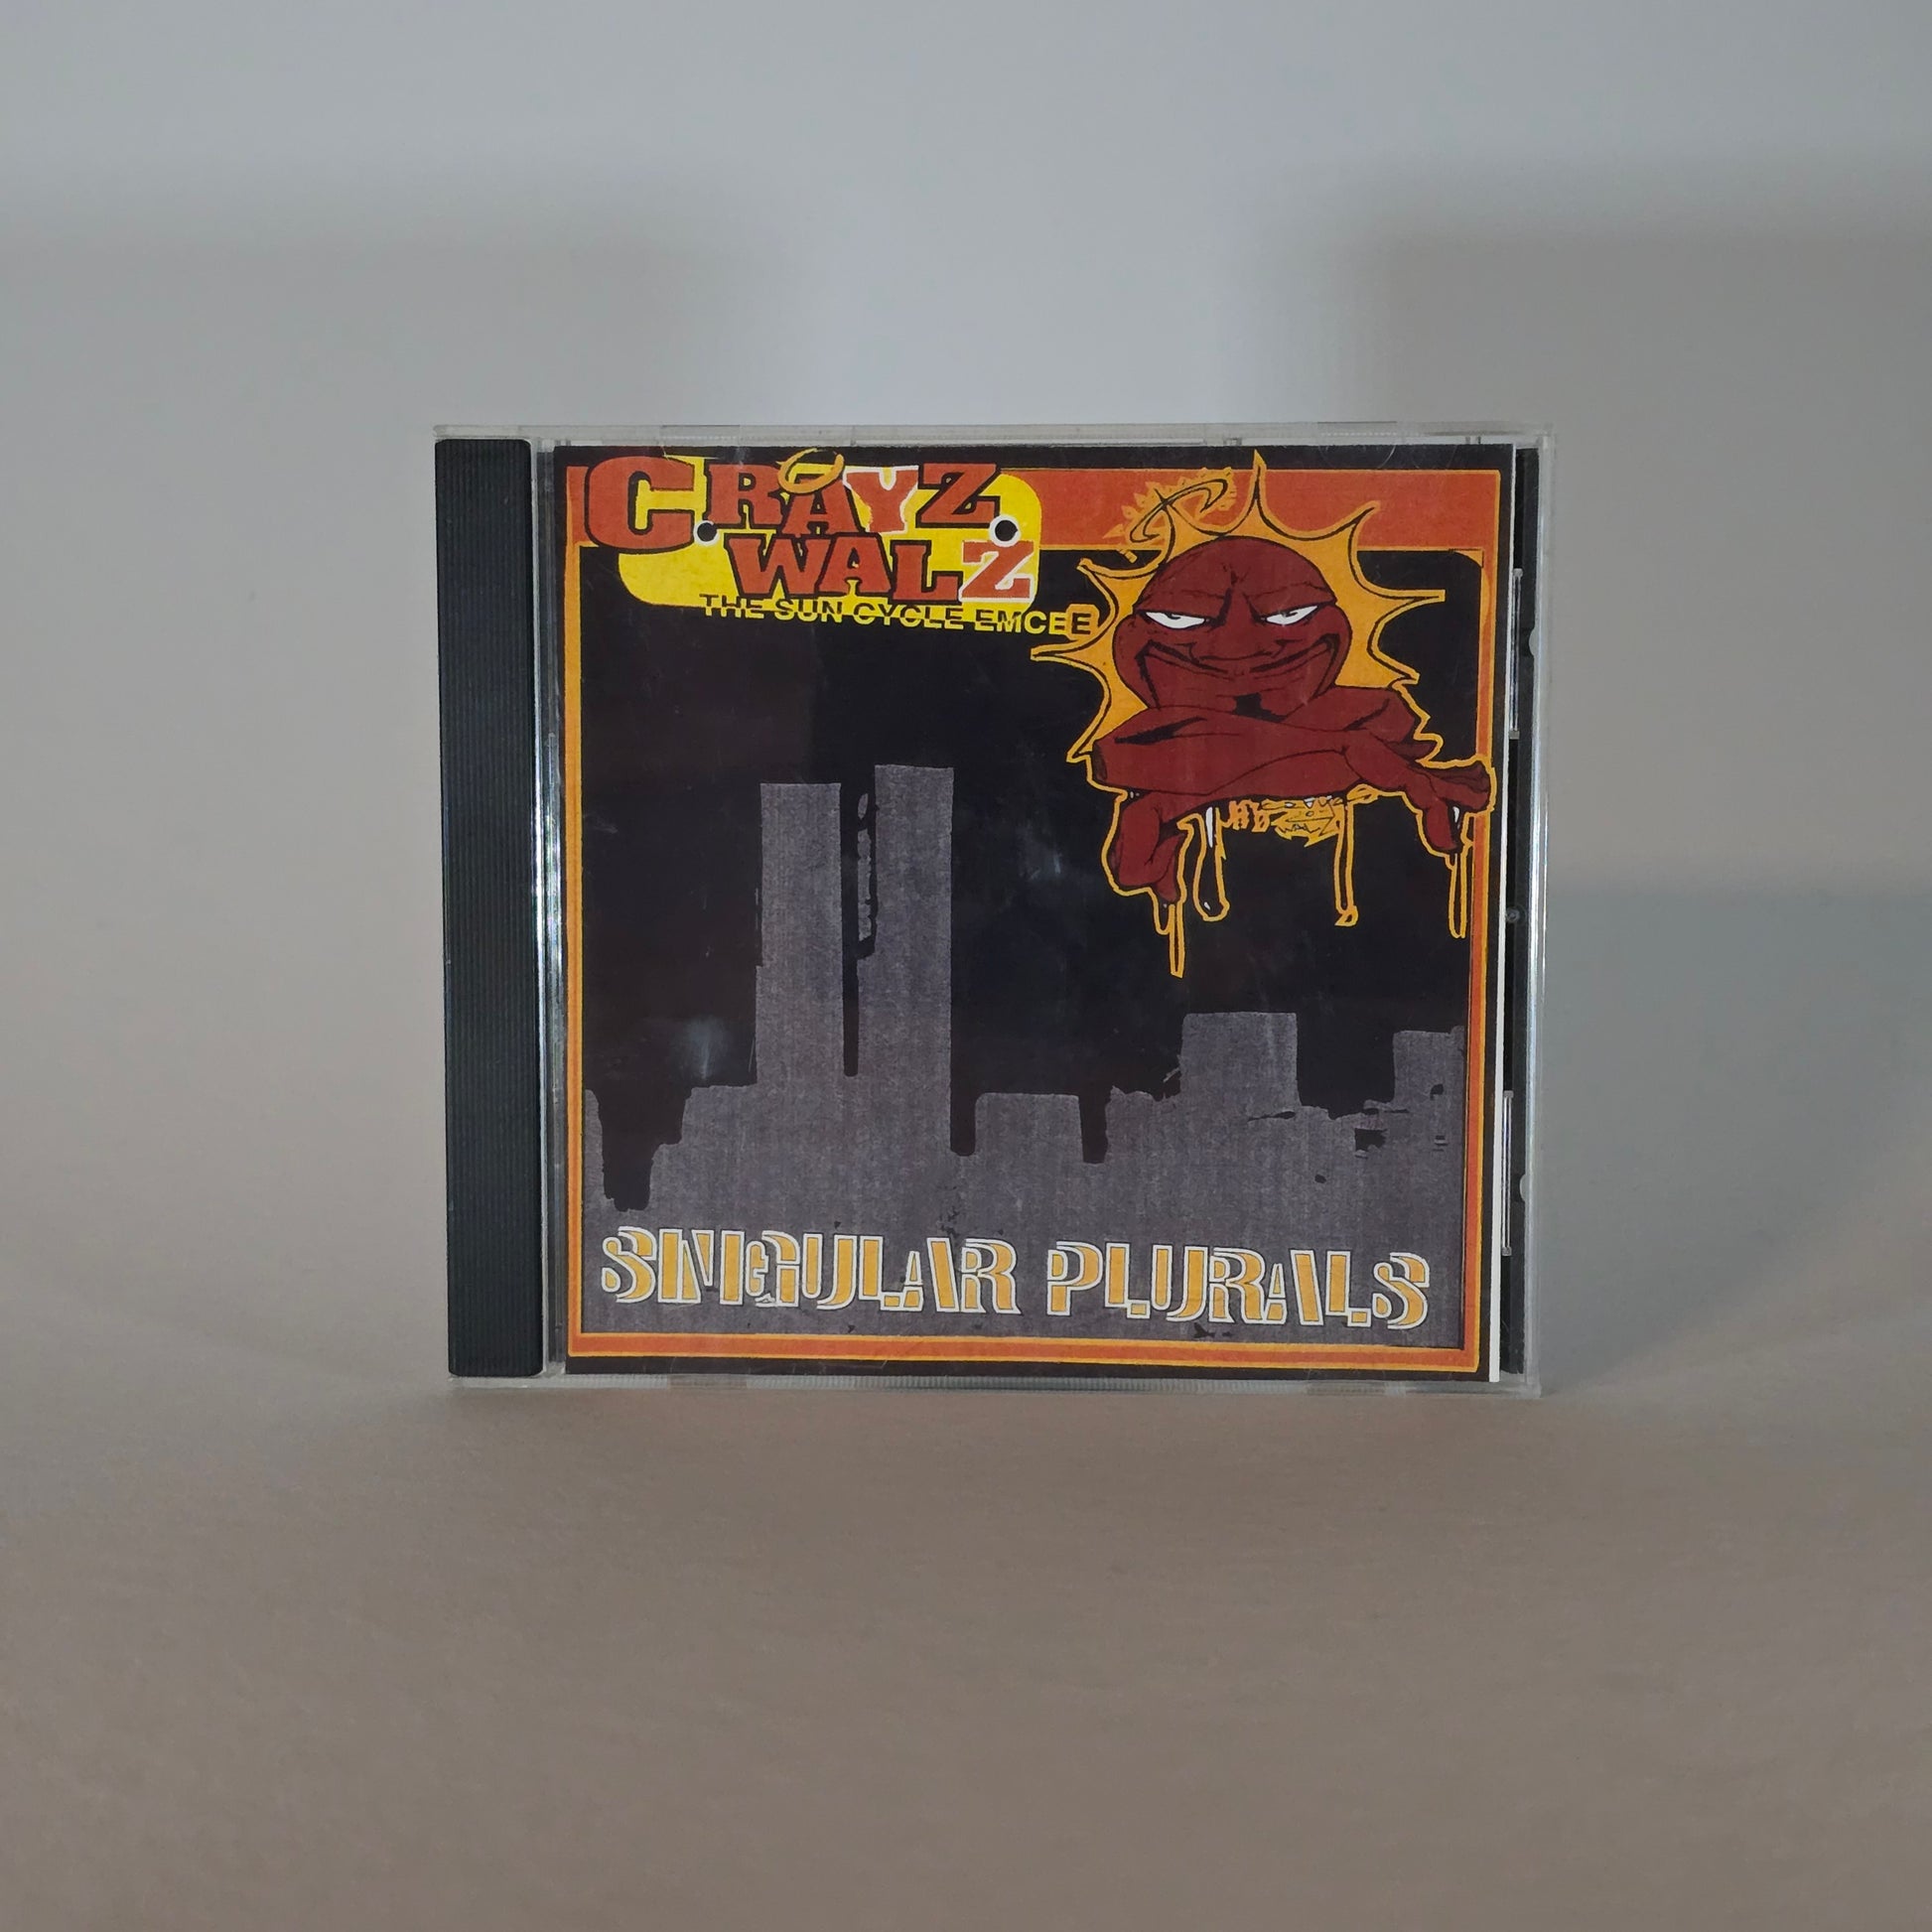 C.RAYZ.
WALZ
THE SUN CYCLE EMCEE
SINGULAR PLURALS